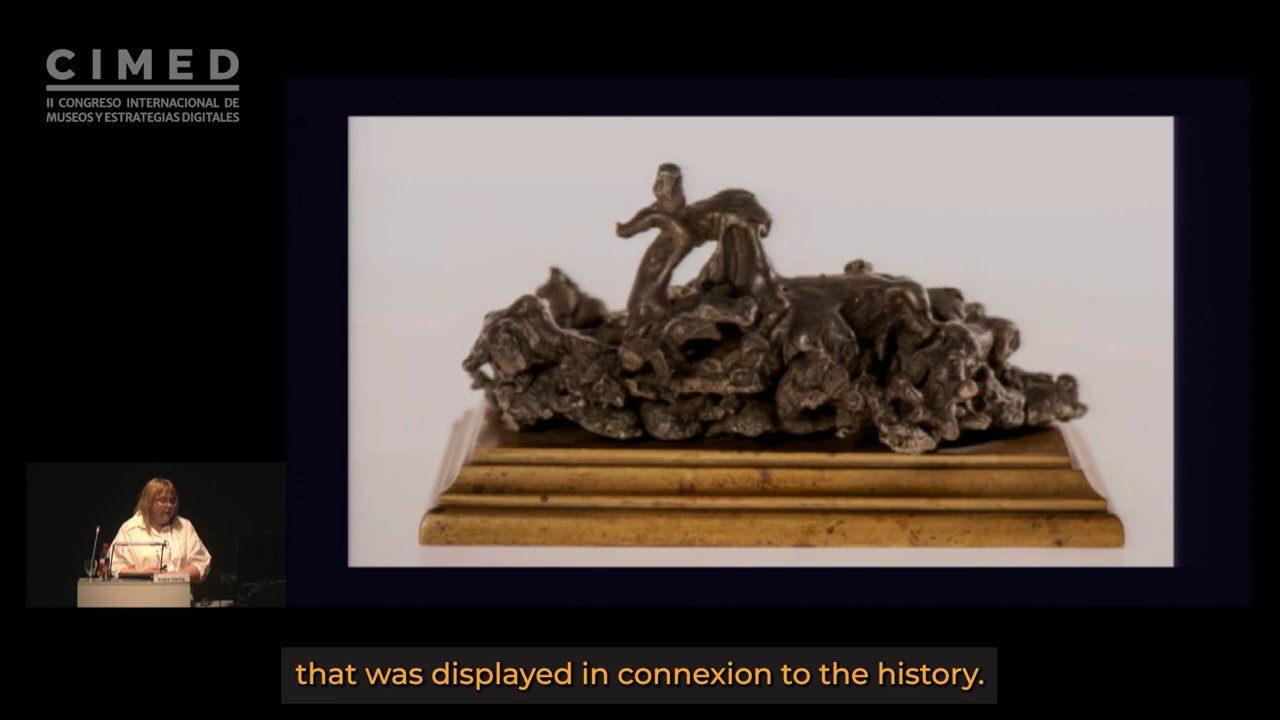 CIMED
II CONGRESO INTERNACIONAL DE
MUSEOS Y ESTRATEGIAS DIGITALES
that was displayed in connexion to the history.